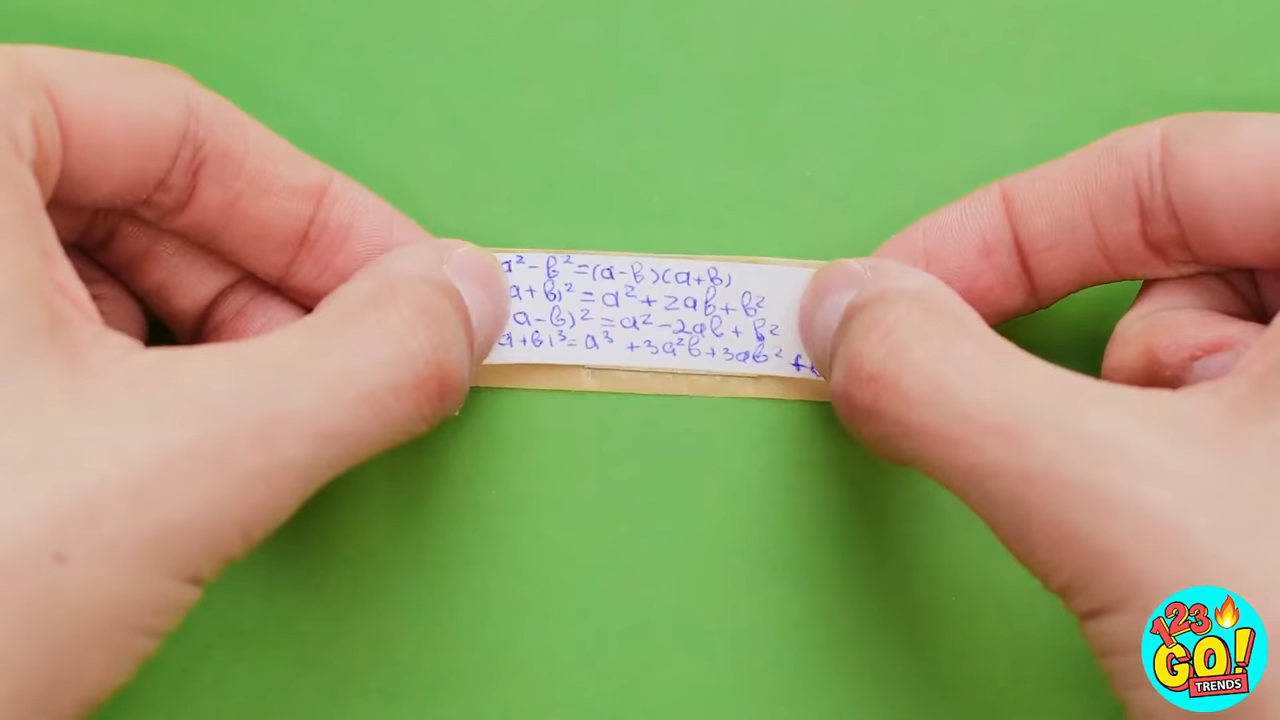 a²-b²=(a-b)(a+b)
a+b)²=a²+2ab+b²
a-b)²=a²-2ab+b²
a+b)³=a³+3a²b+3ab²+
123
GO!
TRENDS